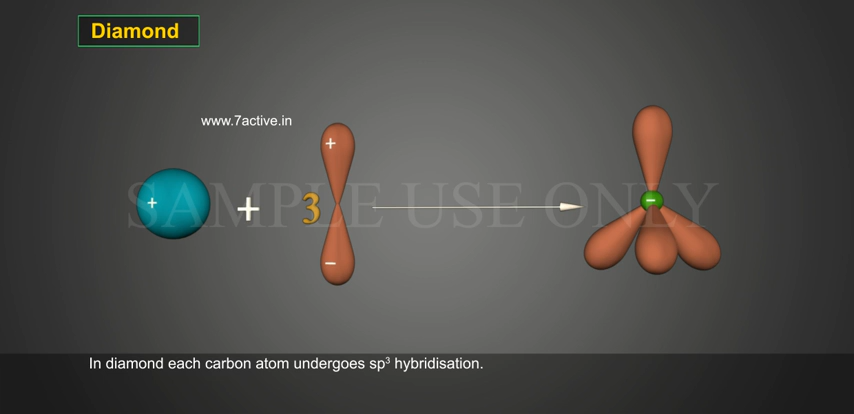 Diamond
www.7active.in
+
+ 3
−
−
+
SAMPLE USE ONLY
In diamond each carbon atom undergoes sp³ hybridisation.